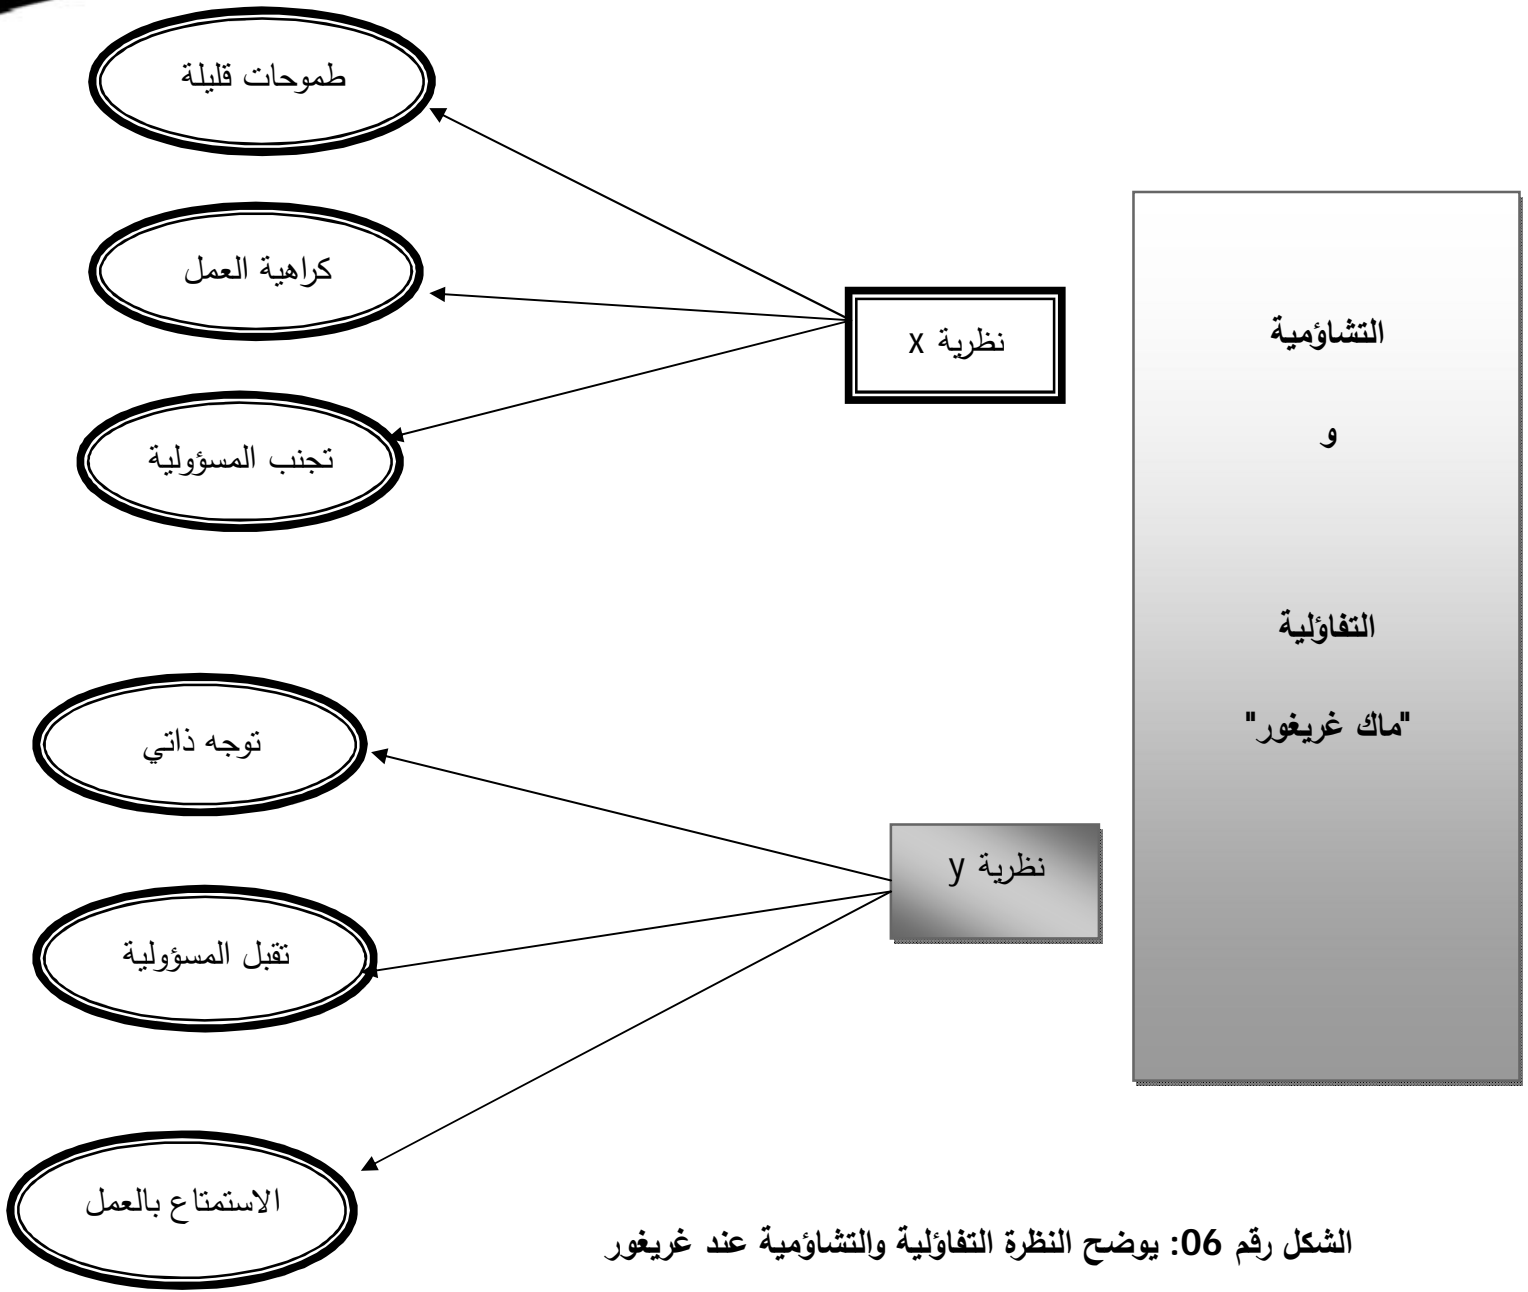 التشاؤمية
و
التفاؤلية
"ماك غريغور"
نظرية x
طموحات قليلة
كراهية العمل
تجنب المسؤولية
نظرية y
توجه ذاتي
تقبل المسؤولية
الاستمتاع بالعمل
الشكل رقم 06: يوضح النظرة التفاؤلية والتشاؤمية عند غريغور